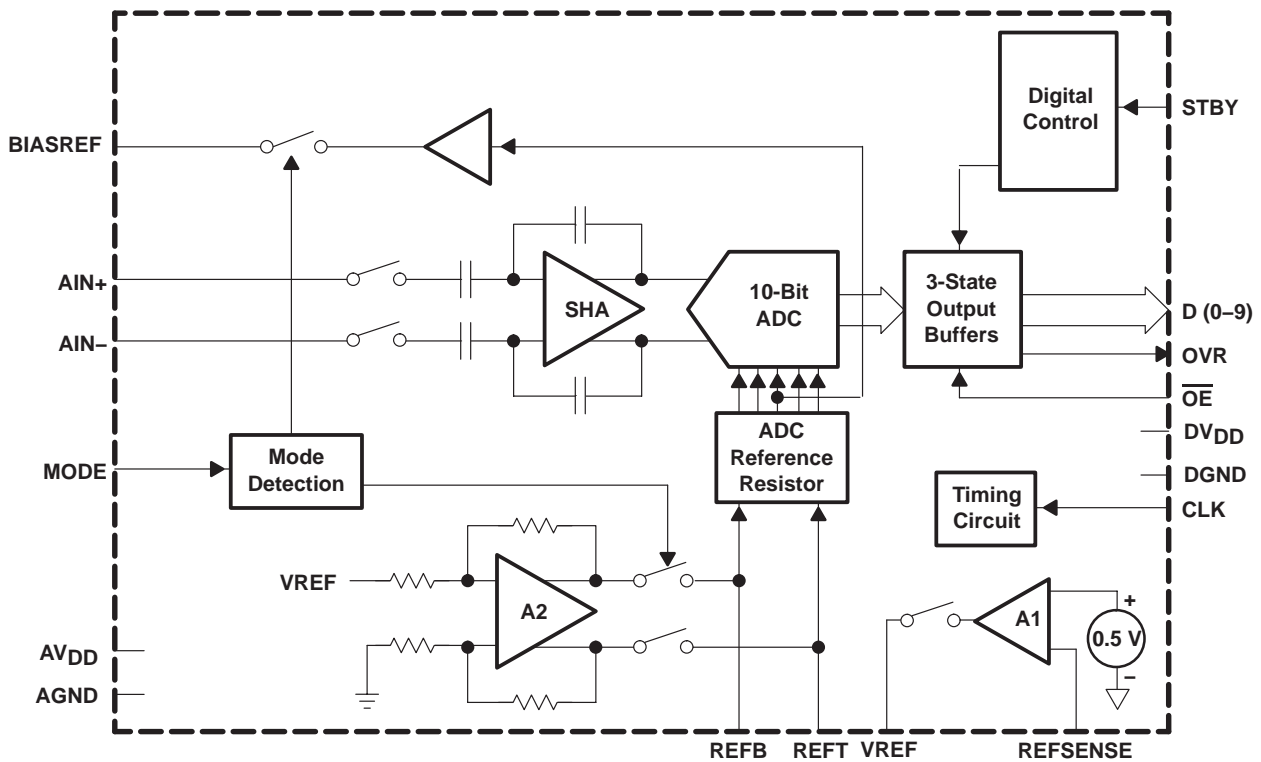 Digital
Control
STBY
BIASREF
AIN+
AIN–
SHA
10-Bit
ADC
3-State
Output
Buffers
D (0–9)
OVR
OE
DVDD
DGND
CLK
MODE
Mode
Detection
ADC
Reference
Resistor
Timing
Circuit
VREF
A2
A1
+
0.5 V
–
AVDD
AGND
REFB
REFT
VREF
REFSENSE